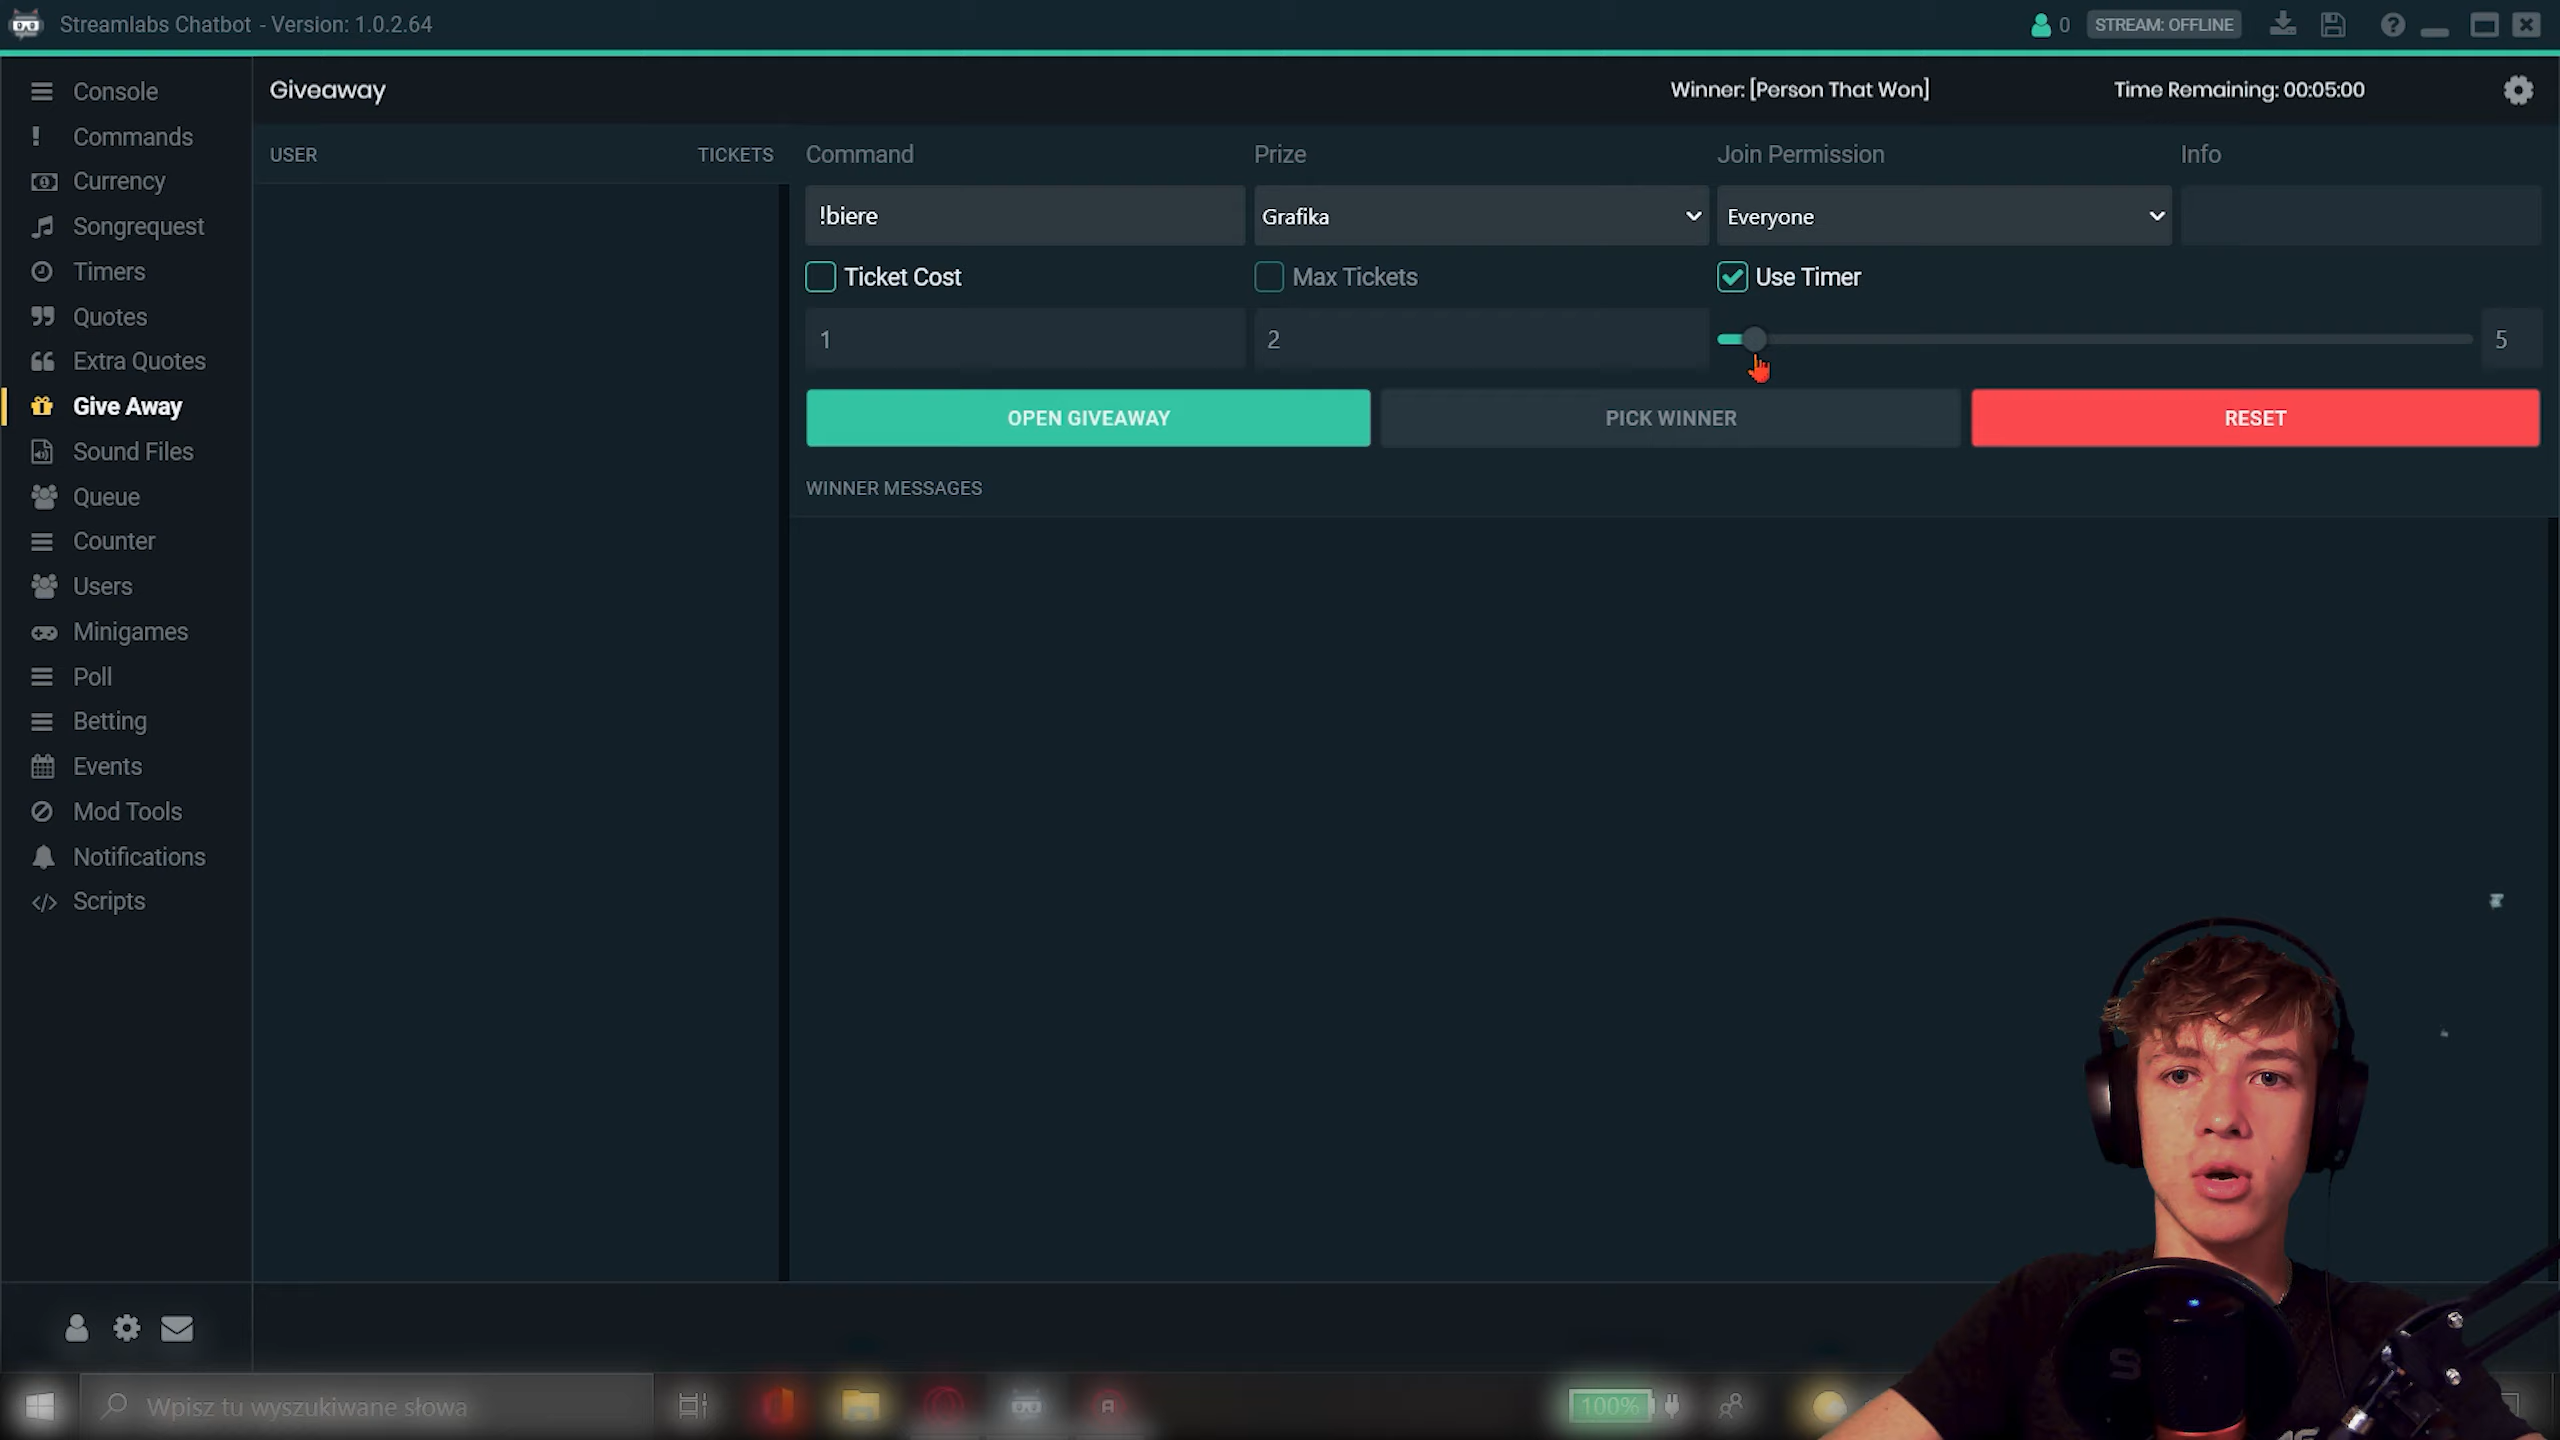 Streamlabs Chatbot - Version: 1.0.2.64
0
STREAM: OFFLINE
Console
Commands
Currency
Songrequest
Timers
Quotes
Extra Quotes
Give Away
Sound Files
Queue
Counter
Users
Minigames
Poll
Betting
Events
Mod Tools
Notifications
Scripts
Giveaway
Winner: [Person That Won]
Time Remaining: 00:05:00
USER
TICKETS
Command
Prize
Join Permission
Info
!biere
Grafika
Everyone
Ticket Cost
Max Tickets
Use Timer
1
2
5
OPEN GIVEAWAY
PICK WINNER
RESET
WINNER MESSAGES
Wpisz tu wyszukiwane słowa
100%